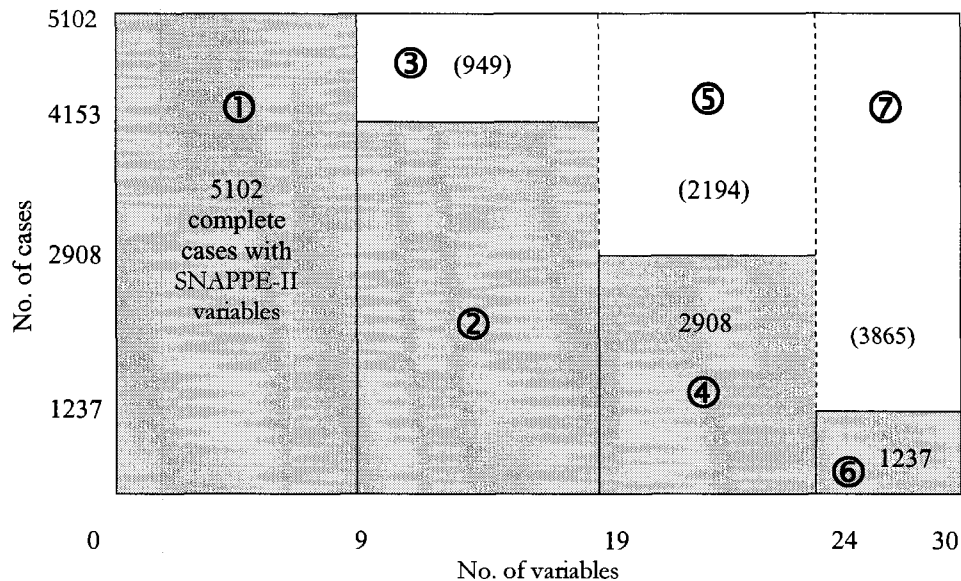 5102
③ (949)
① ⑤ ⑦
4153
5102
complete
cases with
SNAPPE-II
variables
(2194)
2908
No. of cases
② 2908
(3865)
④
1237
⑥ 1237
0 9 19 24 30
No. of variables